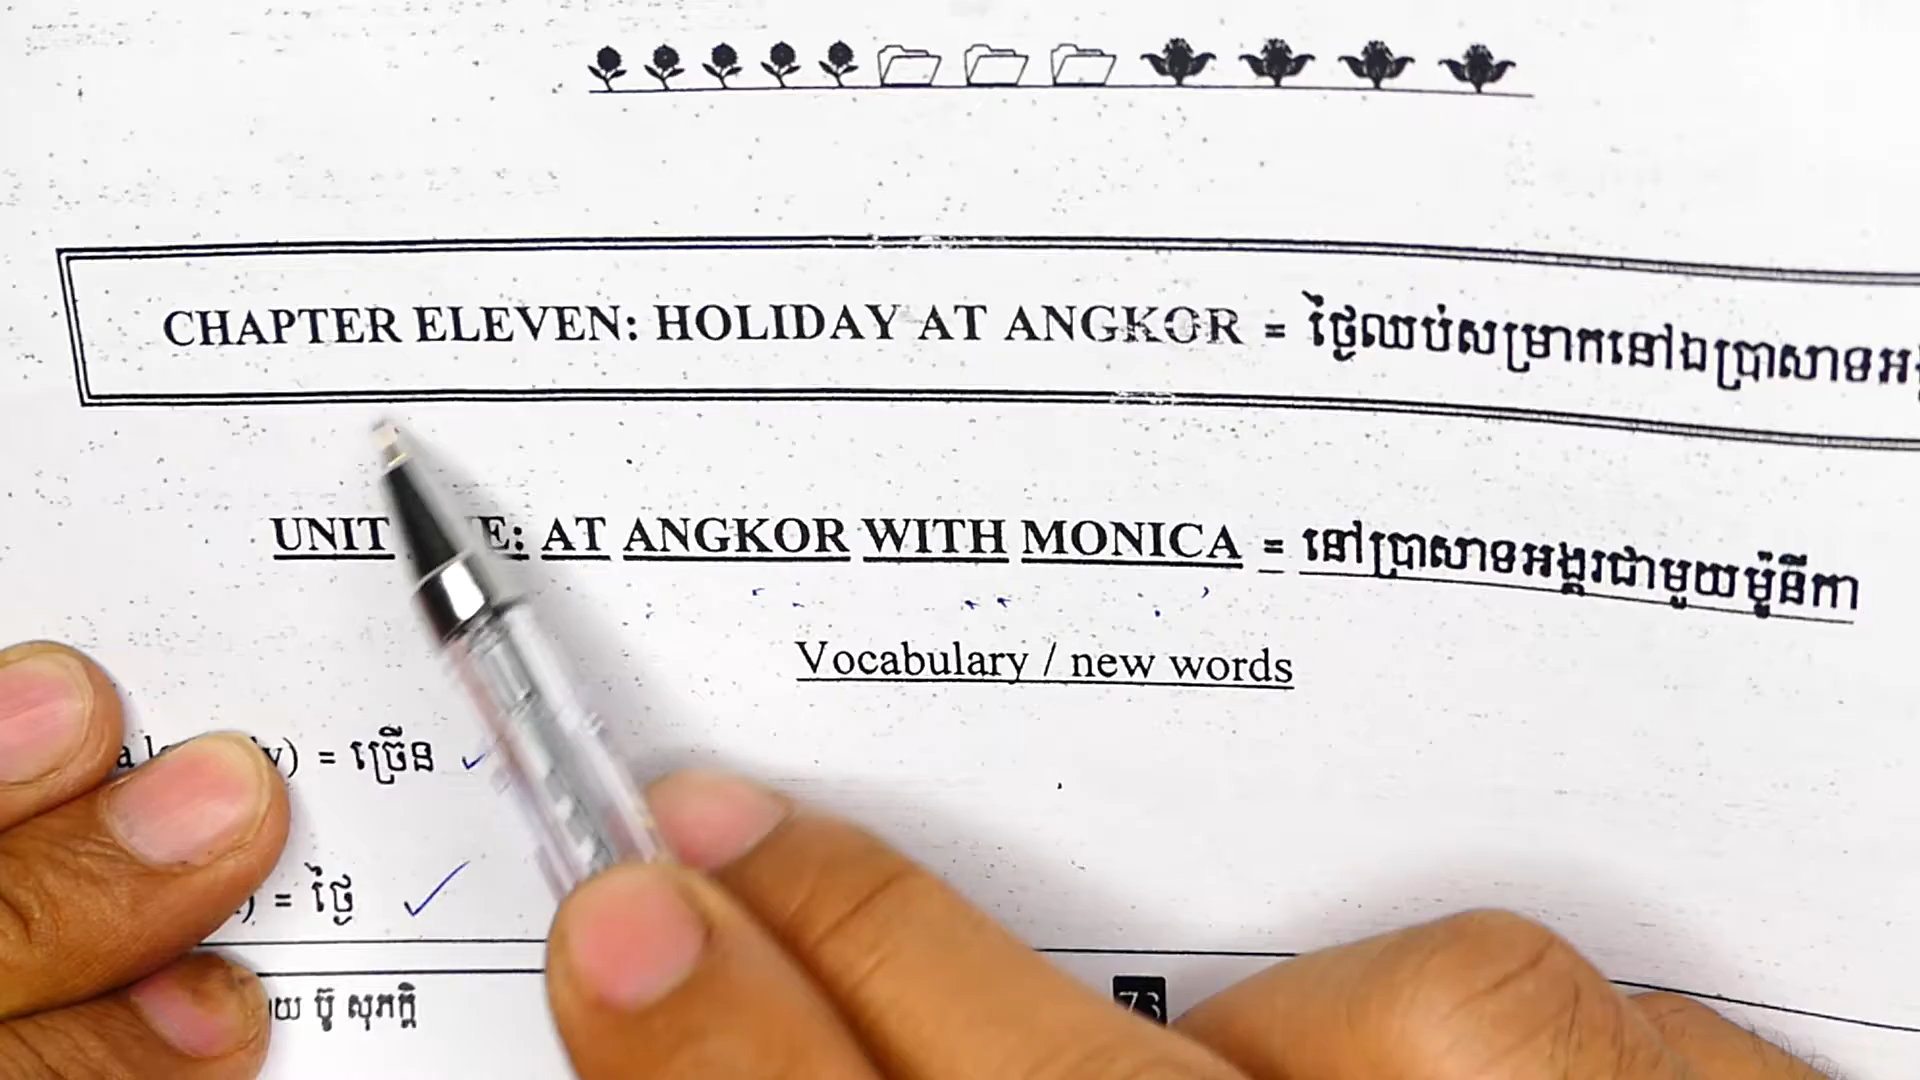 CHAPTER ELEVEN: HOLIDAY AT ANGKOR = ថ្ងៃឈប់សម្រាកនៅឯប្រាសាទ
UNIT AT ANGKOR WITH MONICA = នៅប្រាសាទអង្គរជាមួយម៉ូនីកា
Vocabulary / new words
= ច្រើន
= ថ្ងៃ
ប៊ូ សុភក្ដិ
73